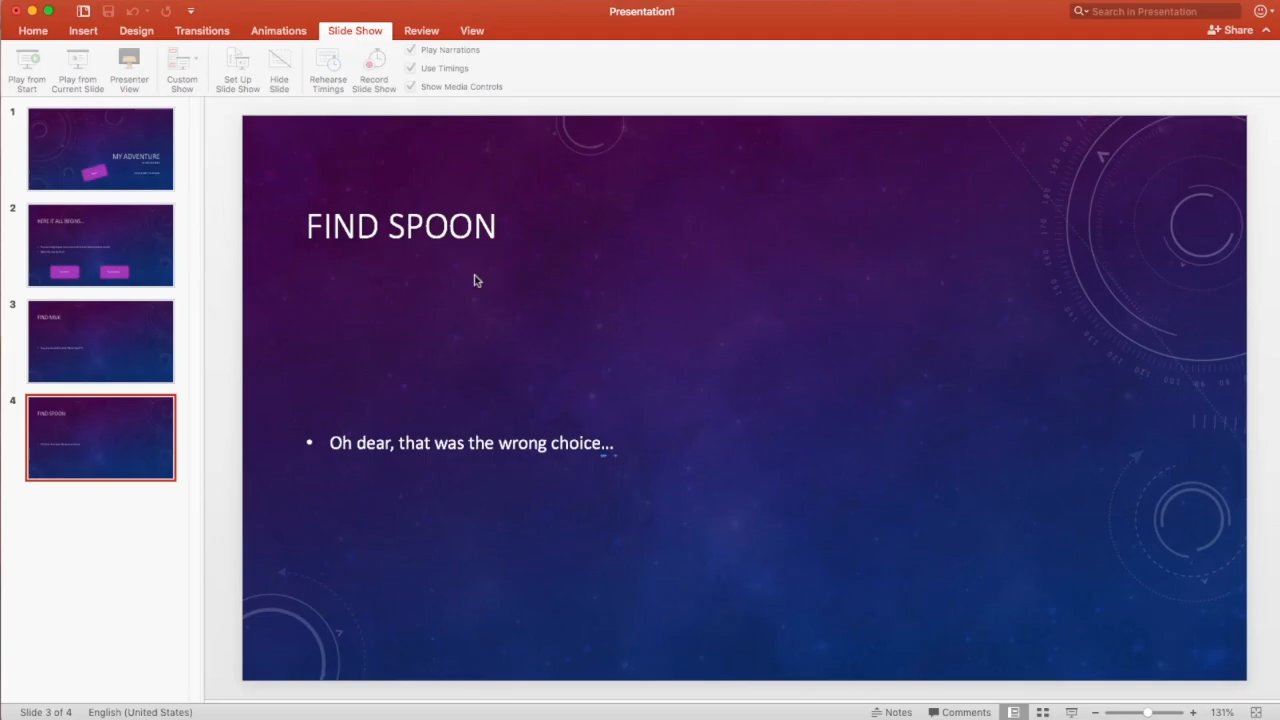 Presentation1
Search in Presentation
Home Insert Design Transitions Animations Slide Show Review View
Share
Play from Start
Play from Current Slide
Presenter View
Custom Show
Set Up Slide Show
Hide Slide
Rehearse Timings
Record Slide Show
Play Narrations
Use Timings
Show Media Controls
1
MY ADVENTURE
2
HERE IT ALL BEGINS...
3
FIND MILK
4
FIND SPOON
FIND SPOON
• Oh dear, that was the wrong choice...
Slide 3 of 4 English (United States)
Notes Comments 131%